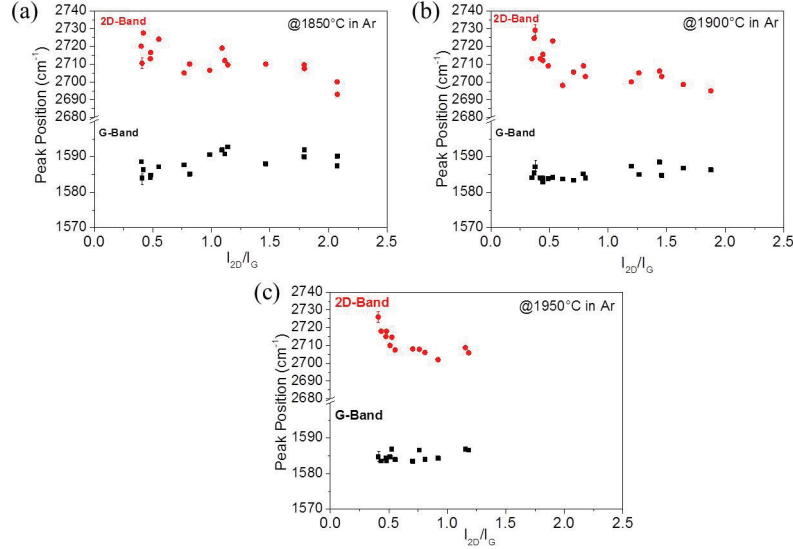 (a)
2D-Band
@1850°C in Ar
2740
2730
2720
2710
2700
2690
2680
G-Band
1590
1580
1570
Peak Position (cm⁻¹)
0.0 0.5 1.0 1.5 2.0 2.5
I₂D/I_G
(b)
2D-Band
@1900°C in Ar
2740
2730
2720
2710
2700
2690
2680
G-Band
1590
1580
1570
Peak Position (cm⁻¹)
0.0 0.5 1.0 1.5 2.0 2.5
I₂D/I_G
(c)
2D-Band
@1950°C in Ar
2740
2730
2720
2710
2700
2690
2680
G-Band
1590
1580
1570
Peak Position (cm⁻¹)
0.0 0.5 1.0 1.5 2.0 2.5
I₂D/I_G